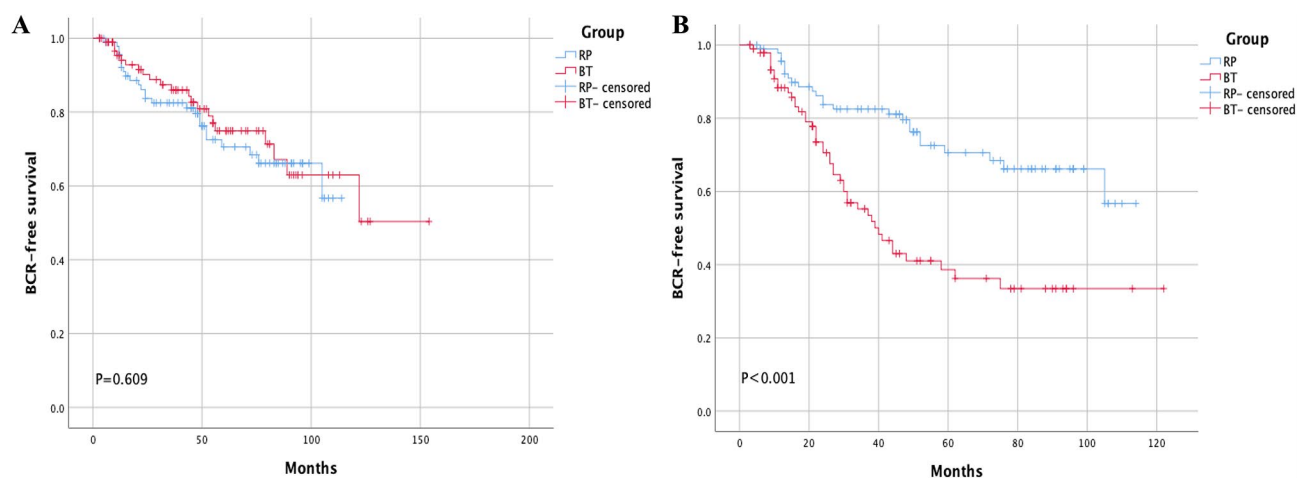 A
Group
RP
BT
RP- censored
BT- censored
BCR-free survival
1.0
0.8
0.6
0.4
0.2
0.0
P=0.609
0 50 100 150 200
Months
B
Group
RP
BT
RP- censored
BT- censored
BCR-free survival
1.0
0.8
0.6
0.4
0.2
0.0
P<0.001
0 20 40 60 80 100 120
Months